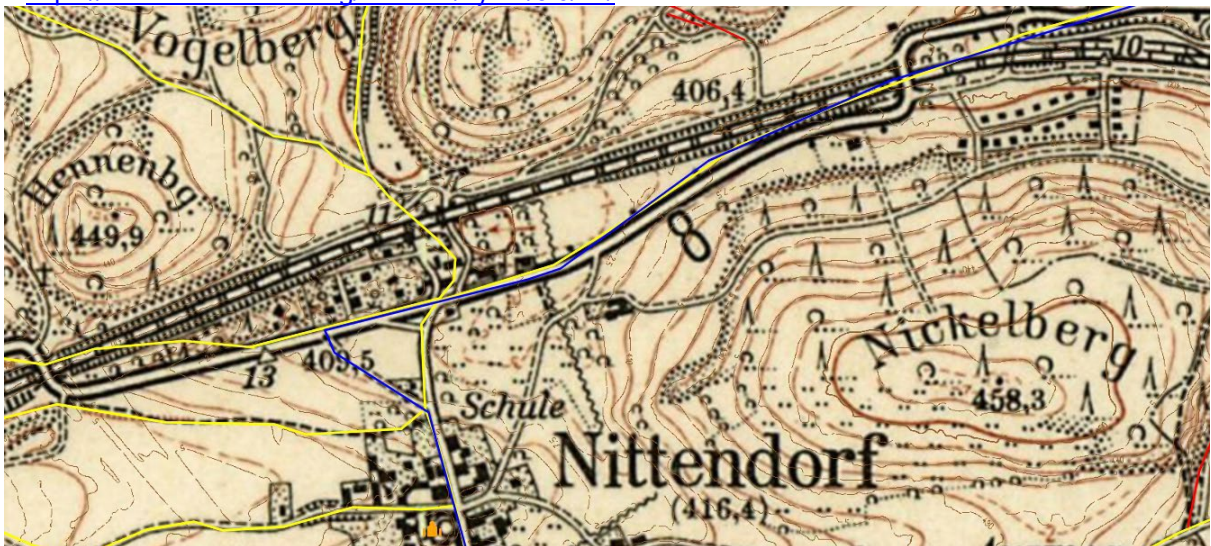 Vogelberg
406,4
10
Hennenbg.
449,9
11
8
Nickelberg
458,3
409,5
13
Schule
Nittendorf
(416,4)